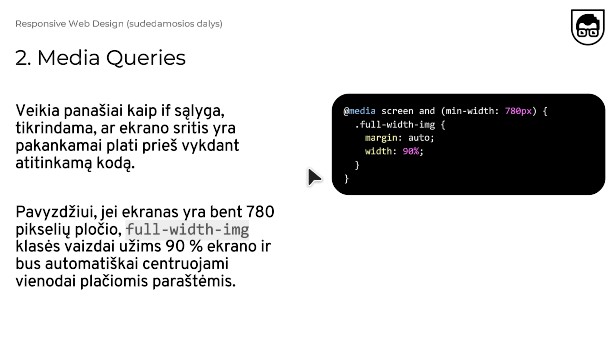 Responsive Web Design (sudedamosios dalys)
2. Media Queries
Veikia panašiai kaip if sąlyga,
tikrindama, ar ekrano sritis yra
pakankamai plati prieš vykdant
atitinkamą kodą.
Pavyzdžiui, jei ekranas yra bent 780
pikselių pločio, full-width-img
klasės vaizdai užims 90 % ekrano ir
bus automatiškai centruojami
vienodai plačiomis paraštėmis.
@media screen and (min-width: 780px) {
  .full-width-img {
    margin: auto;
    width: 90%;
  }
}